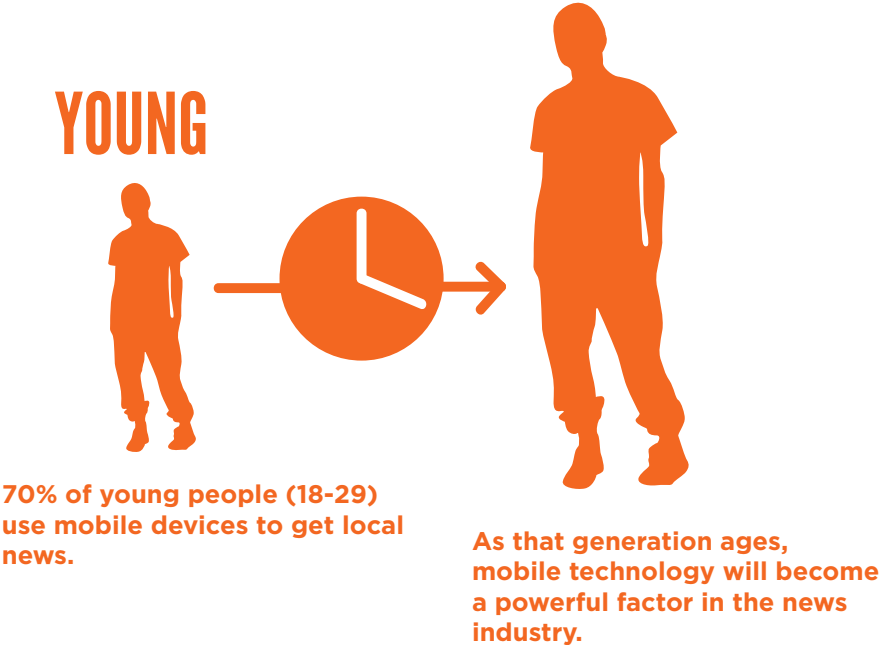 YOUNG
70% of young people (18-29)
use mobile devices to get local
news.
As that generation ages,
mobile technology will become
a powerful factor in the news
industry.